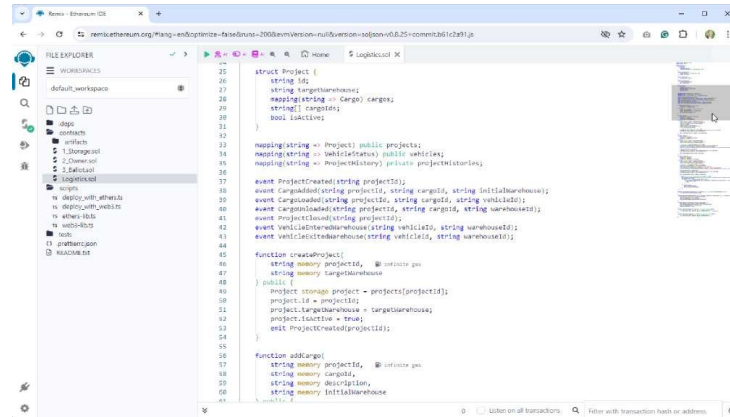 Remix - Ethereum IDE
remix.ethereum.org/#lang=en&optimize=false&runs=200&evmVersion=null&version=soljson-v0.8.25+commit.b61c2a91.js
FILE EXPLORER
WORKSPACES
default_workspace
.deps
contracts
artifacts
1_Storage.sol
2_Owner.sol
3_Ballot.sol
Logistics.sol
scripts
deploy_with_ethers.ts
deploy_with_web3.ts
ethers-lib.ts
web3-lib.ts
tests
.prettierrc.json
README.txt
Home
Logistics.sol
25 struct Project {
26 string id;
27 string targetWarehouse;
28 mapping(string => Cargo) cargos;
29 string[] cargoIds;
30 bool isActive;
31 }
32
33 mapping(string => Project) public projects;
34 mapping(string => VehicleStatus) public vehicles;
35 mapping(string => ProjectHistory) private projectHistories;
36
37 event ProjectCreated(string projectId);
38 event CargoAdded(string projectId, string cargoId, string initialWarehouse);
39 event CargoLoaded(string projectId, string cargoId, string vehicleId);
40 event CargoUnloaded(string projectId, string cargoId, string warehouseId);
41 event ProjectClosed(string projectId);
42 event VehicleEnteredWarehouse(string vehicleId, string warehouseId);
43 event VehicleExitedWarehouse(string vehicleId, string warehouseId);
44
45 function createProject(
46 string memory projectId, infinite gas
47 string memory targetWarehouse
48 ) public {
49 Project storage project = projects[projectId];
50 project.id = projectId;
51 project.targetWarehouse = targetWarehouse;
52 project.isActive = true;
53 emit ProjectCreated(projectId);
54 }
55
56 function addCargo(
57 string memory projectId, infinite gas
58 string memory cargoId,
59 string memory description,
60 string memory initialWarehouse
61 ) public {
0 Listen on all transactions Filter with transaction hash or address